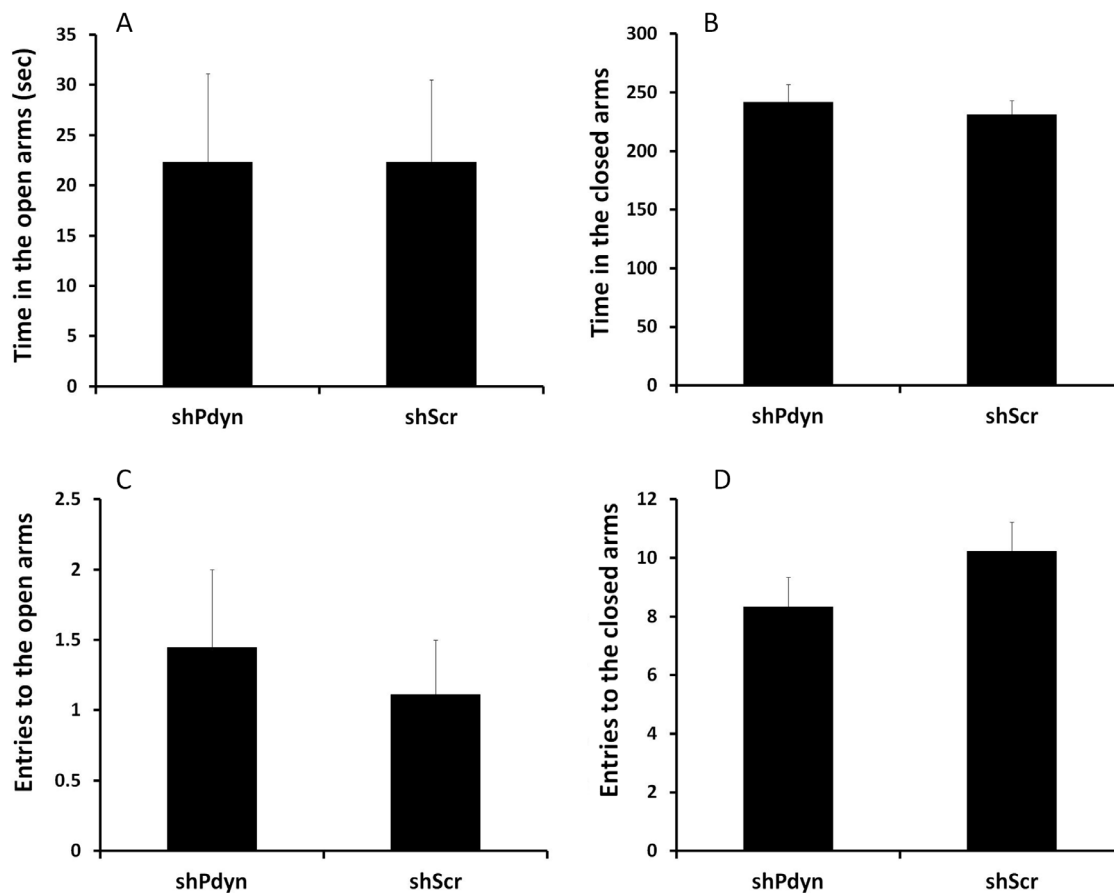 A
Time in the open arms (sec)
35
30
25
20
15
10
5
0
shPdyn shScr
B
Time in the closed arms
300
250
200
150
100
50
0
shPdyn shScr
C
Entries to the open arms
2.5
2
1.5
1
0.5
0
shPdyn shScr
D
Entries to the closed arms
12
10
8
6
4
2
0
shPdyn shScr